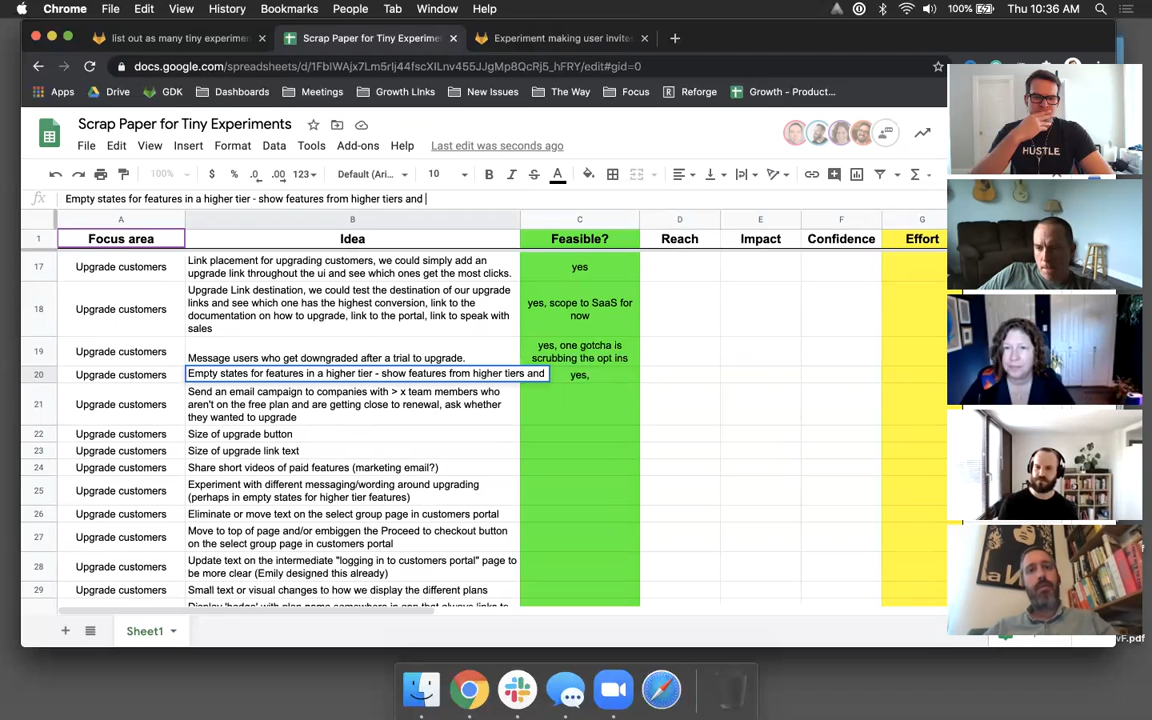 Chrome File Edit View History Bookmarks People Tab Window Help 100% Thu 10:36 AM
list out as many tiny experimen × Scrap Paper for Tiny Experime × Experiment making user invite ×
docs.google.com/spreadsheets/d/1FbIWAjx7Lm5rIj44fscXILnv455JJgMp8QcRj5_hFRY/edit#gid=0
Apps Drive GDK Dashboards Meetings Growth LInks New Issues The Way Focus Reforge Growth - Product...
Scrap Paper for Tiny Experiments
File Edit View Insert Format Data Tools Add-ons Help Last edit was seconds ago
100% $ % .0 .00 123 Default (Ari... 10 B I S A
fx Empty states for features in a higher tier - show features from higher tiers and
A B C D E F G
1 Focus area Idea Feasible? Reach Impact Confidence Effort
17 Upgrade customers Link placement for upgrading customers, we could simply add an
upgrade link throughout the ui and see which ones get the most clicks. yes
18 Upgrade customers Upgrade Link destination, we could test the destination of our upgrade
links and see which one has the highest conversion, link to the
documentation on how to upgrade, link to the portal, link to speak with
sales yes, scope to SaaS for
now
19 Upgrade customers Message users who get downgraded after a trial to upgrade. yes, one gotcha is
scrubbing the opt ins
20 Upgrade customers Empty states for features in a higher tier - show features from higher tiers and yes,
21 Upgrade customers Send an email campaign to companies with > x team members who
aren't on the free plan and are getting close to renewal, ask whether
they wanted to upgrade
22 Upgrade customers Size of upgrade button
23 Upgrade customers Size of upgrade link text
24 Upgrade customers Share short videos of paid features (marketing email?)
25 Upgrade customers Experiment with different messaging/wording around upgrading
(perhaps in empty states for higher tier features)
26 Upgrade customers Eliminate or move text on the select group page in customers portal
27 Upgrade customers Move to top of page and/or embiggen the Proceed to checkout button
on the select group page in customers portal
28 Upgrade customers Update text on the intermediate "logging in to customers portal" page to
be more clear (Emily designed this already)
29 Upgrade customers Small text or visual changes to how we display the different plans
Display 'badge' with plan name somewhere in app that always links to
Sheet1
HUSTLE
vF.pdf